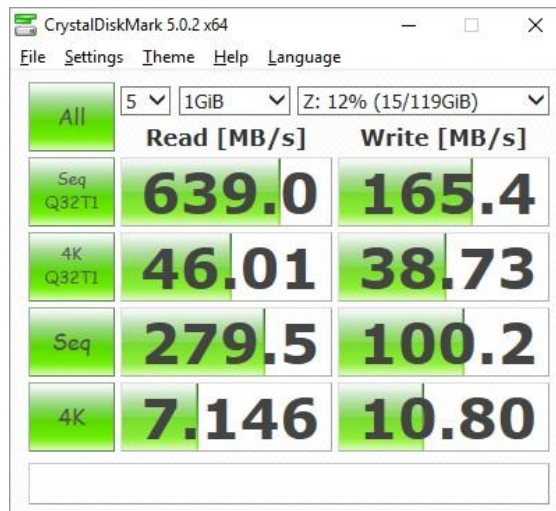 CrystalDiskMark 5.0.2 x64
File Settings Theme Help Language
All 5 1GiB Z: 12% (15/119GiB)
Read [MB/s] Write [MB/s]
Seq
Q32T1 639.0 165.4
4K
Q32T1 46.01 38.73
Seq 279.5 100.2
4K 7.146 10.80